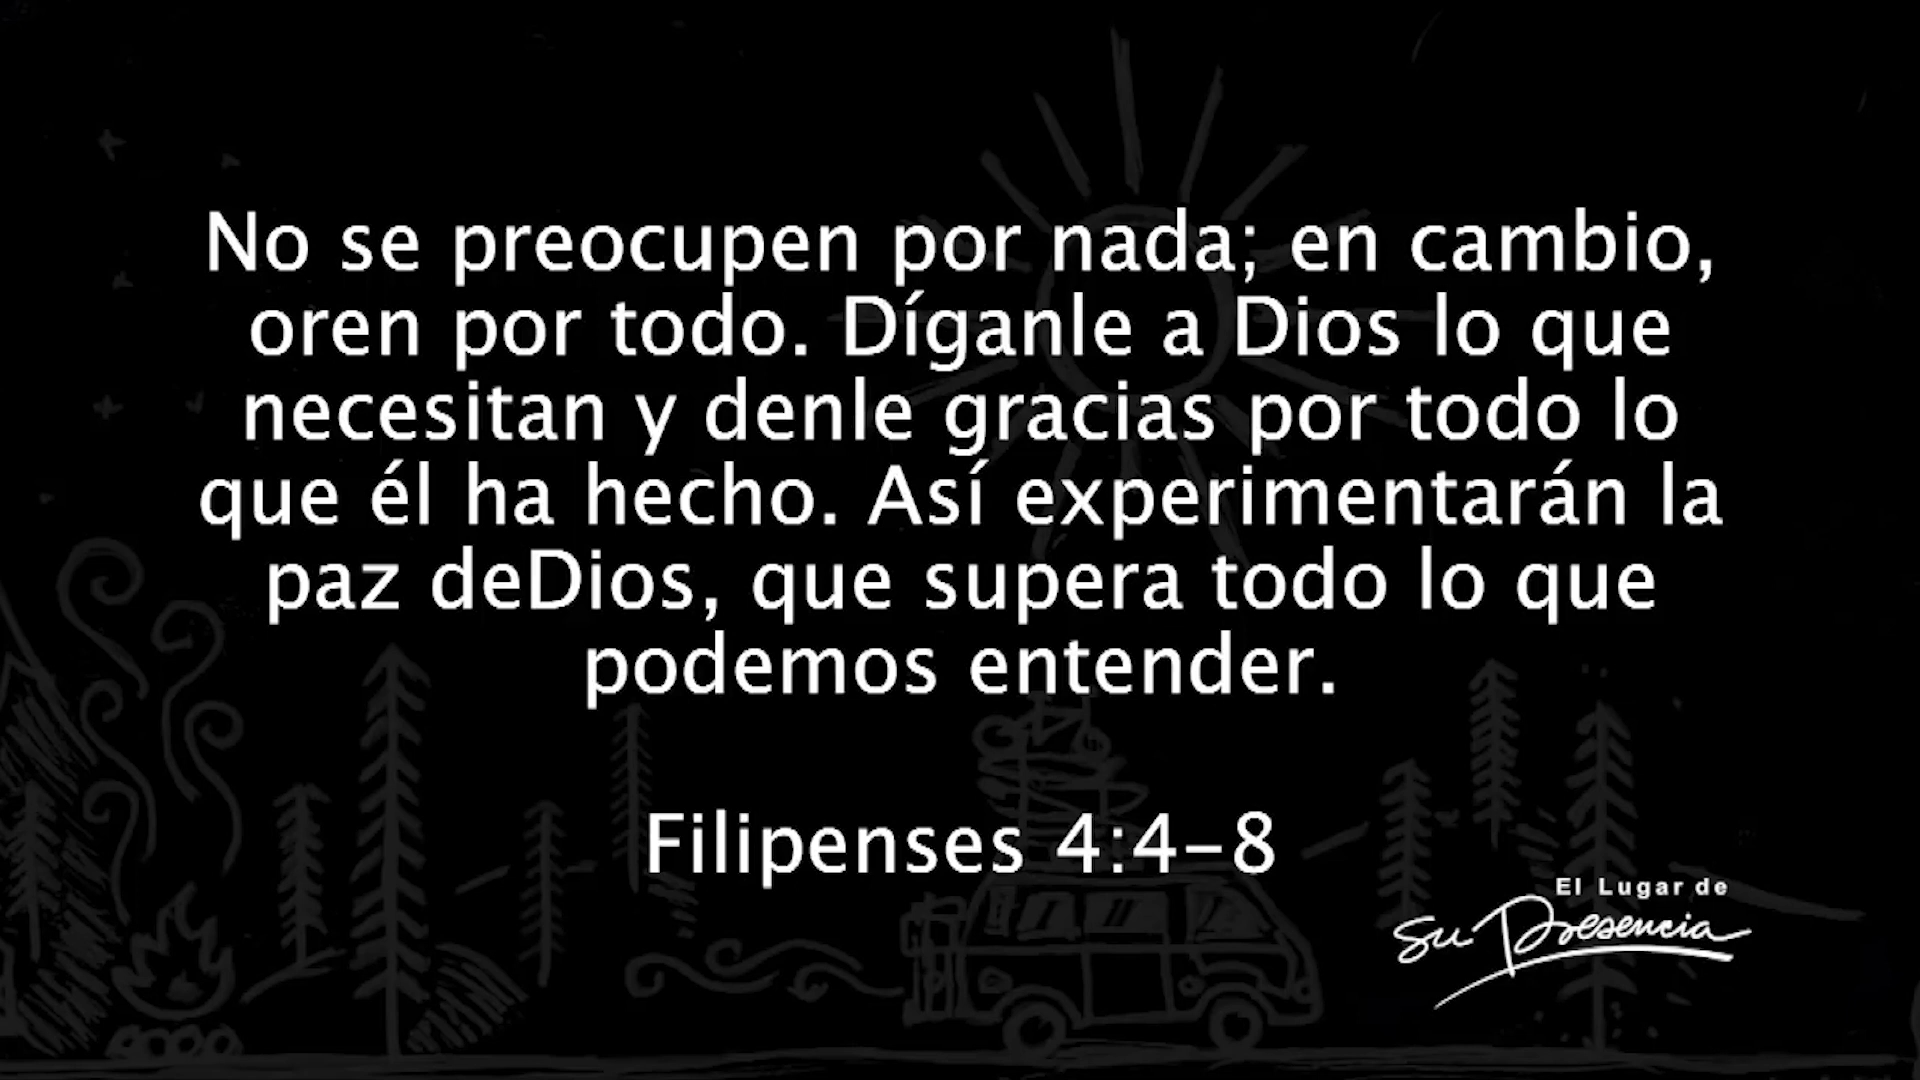 No se preocupen por nada; en cambio,
oren por todo. Díganle a Dios lo que
necesitan y denle gracias por todo lo
que él ha hecho. Así experimentarán la
paz deDios, que supera todo lo que
podemos entender.
Filipenses 4:4-8
El Lugar de
Su Presencia